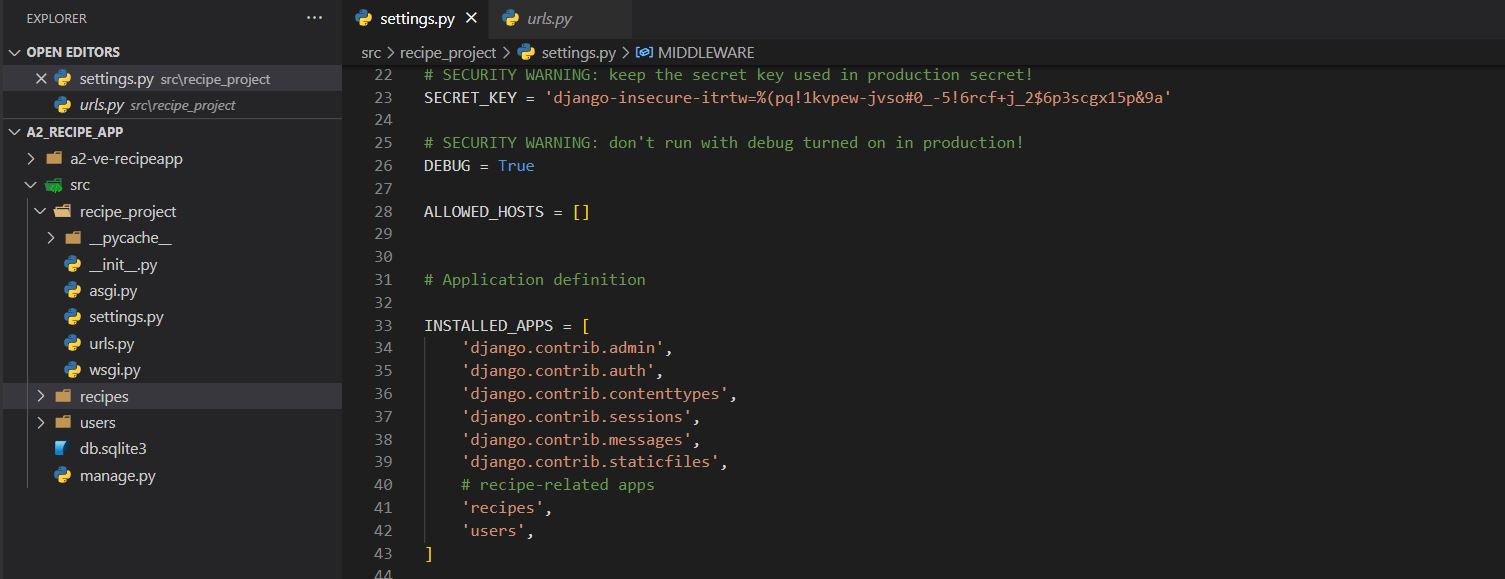 EXPLORER
OPEN EDITORS
settings.py src\recipe_project
urls.py src\recipe_project
A2_RECIPE_APP
a2-ve-recipeapp
src
recipe_project
__pycache__
__init__.py
asgi.py
settings.py
urls.py
wsgi.py
recipes
users
db.sqlite3
manage.py
settings.py
urls.py
src > recipe_project > settings.py > MIDDLEWARE
22 # SECURITY WARNING: keep the secret key used in production secret!
23 SECRET_KEY = 'django-insecure-itrtw=%(pq!1kvpew-jvso#0_-5!6rcf+j_2$6p3scgx15p&9a'
24
25 # SECURITY WARNING: don't run with debug turned on in production!
26 DEBUG = True
27
28 ALLOWED_HOSTS = []
29
30
31 # Application definition
32
33 INSTALLED_APPS = [
34     'django.contrib.admin',
35     'django.contrib.auth',
36     'django.contrib.contenttypes',
37     'django.contrib.sessions',
38     'django.contrib.messages',
39     'django.contrib.staticfiles',
40     # recipe-related apps
41     'recipes',
42     'users',
43 ]
44